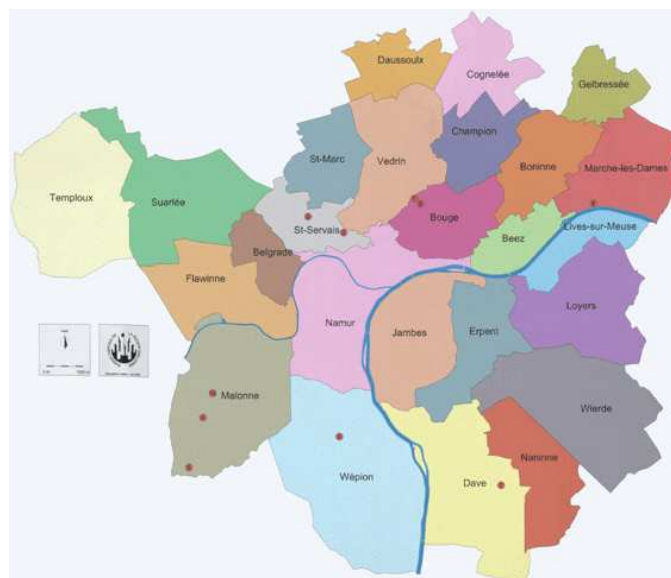 Daussoulx
Cognelée
Gelbressée
St-Marc
Vedrin
Champion
Boninne
Marche-les-Dames
Temploux
Suarlée
St-Servais
Bouge
Beez
Lives-sur-Meuse
Belgrade
Flawinne
Namur
Jambes
Erpent
Loyers
Malonne
Wierde
Naninne
Wépion
Dave